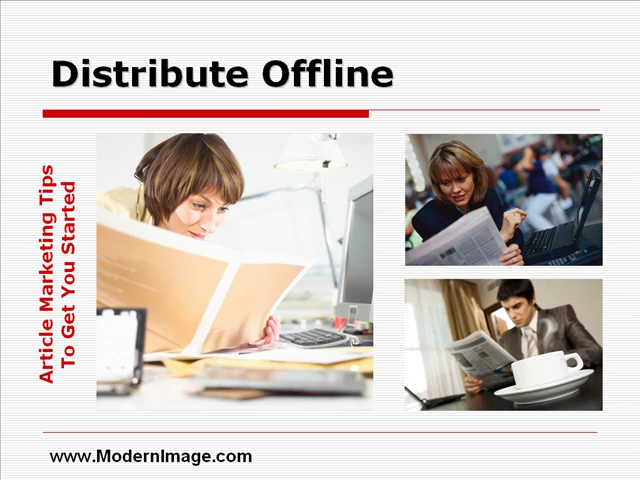 Distribute Offline
Article Marketing Tips
To Get You Started
www.ModernImage.com